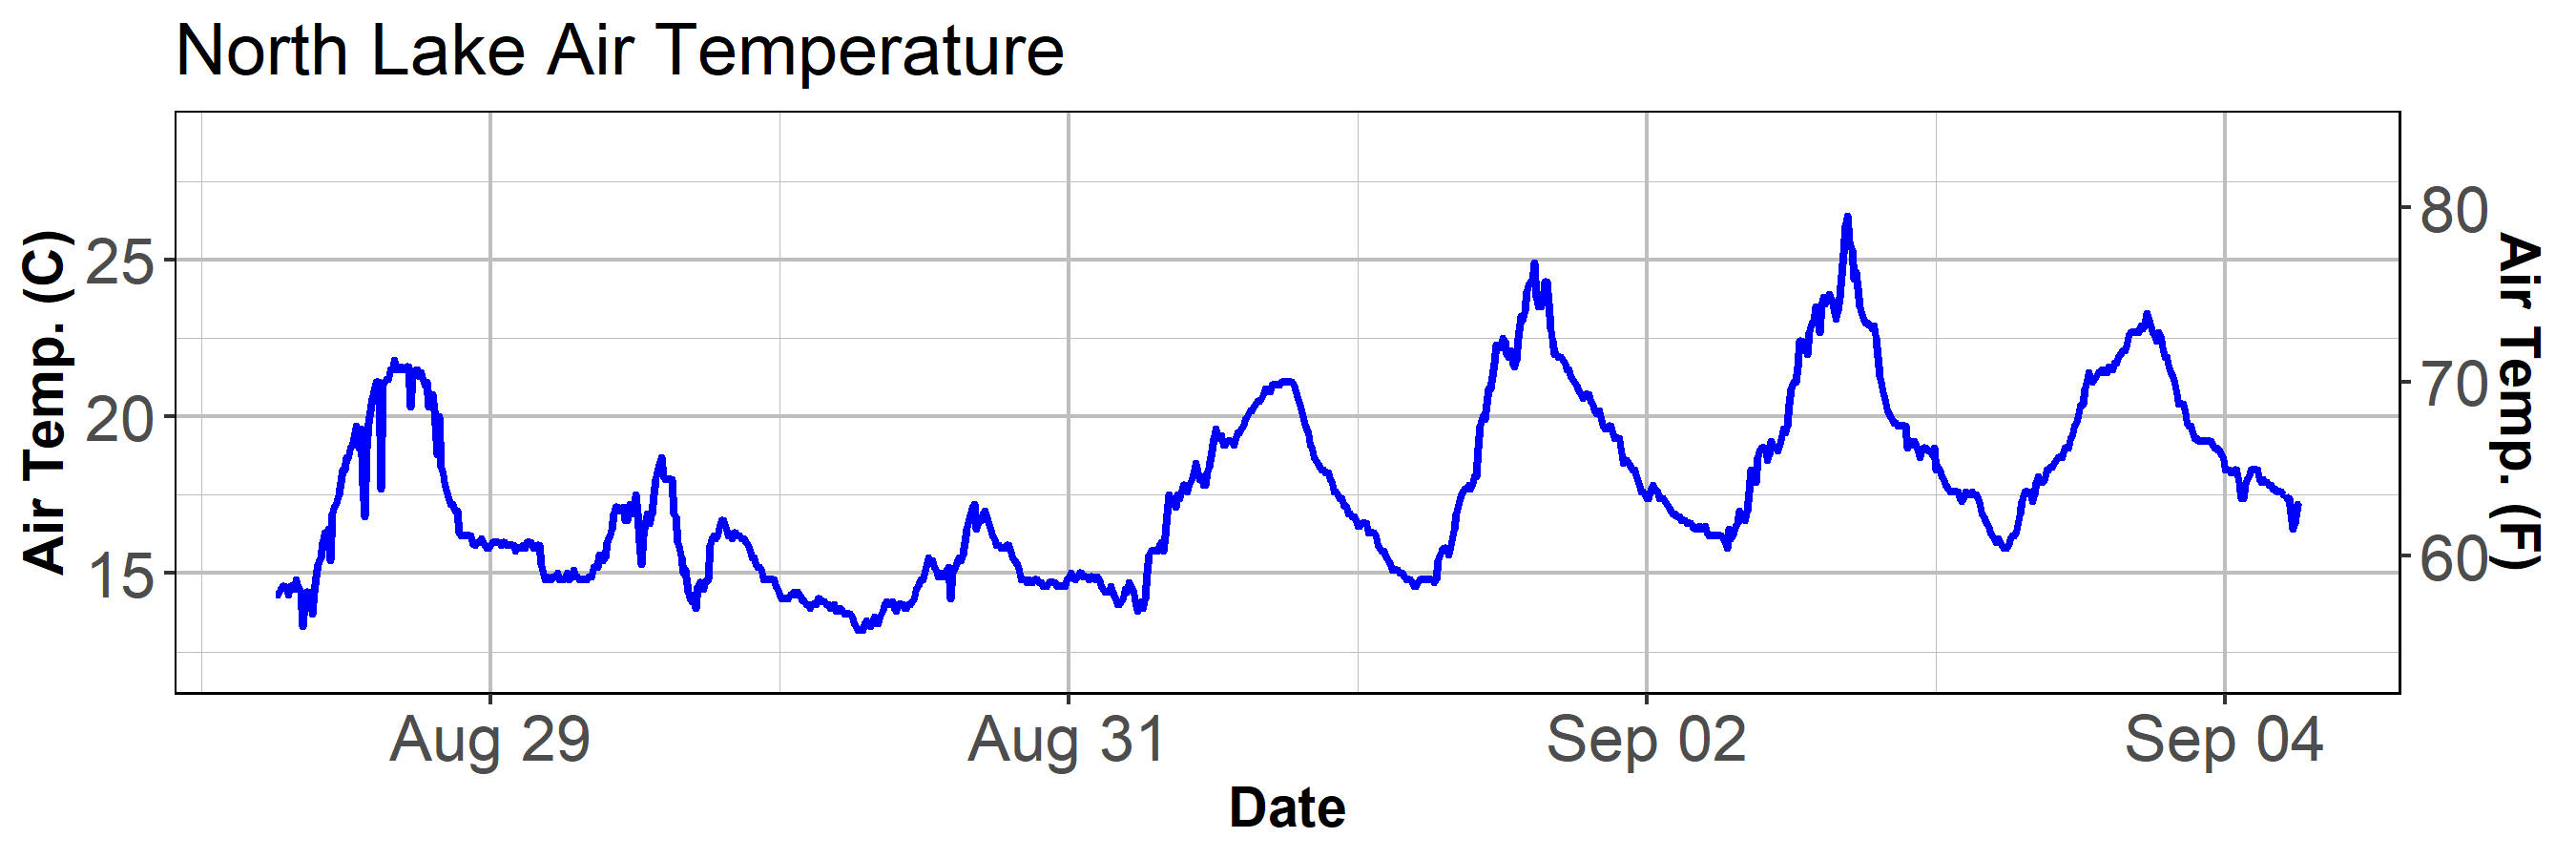 North Lake Air Temperature
Air Temp. (C)
25
20
15
80
70
60
Air Temp. (F)
Aug 29 Aug 31 Sep 02 Sep 04
Date